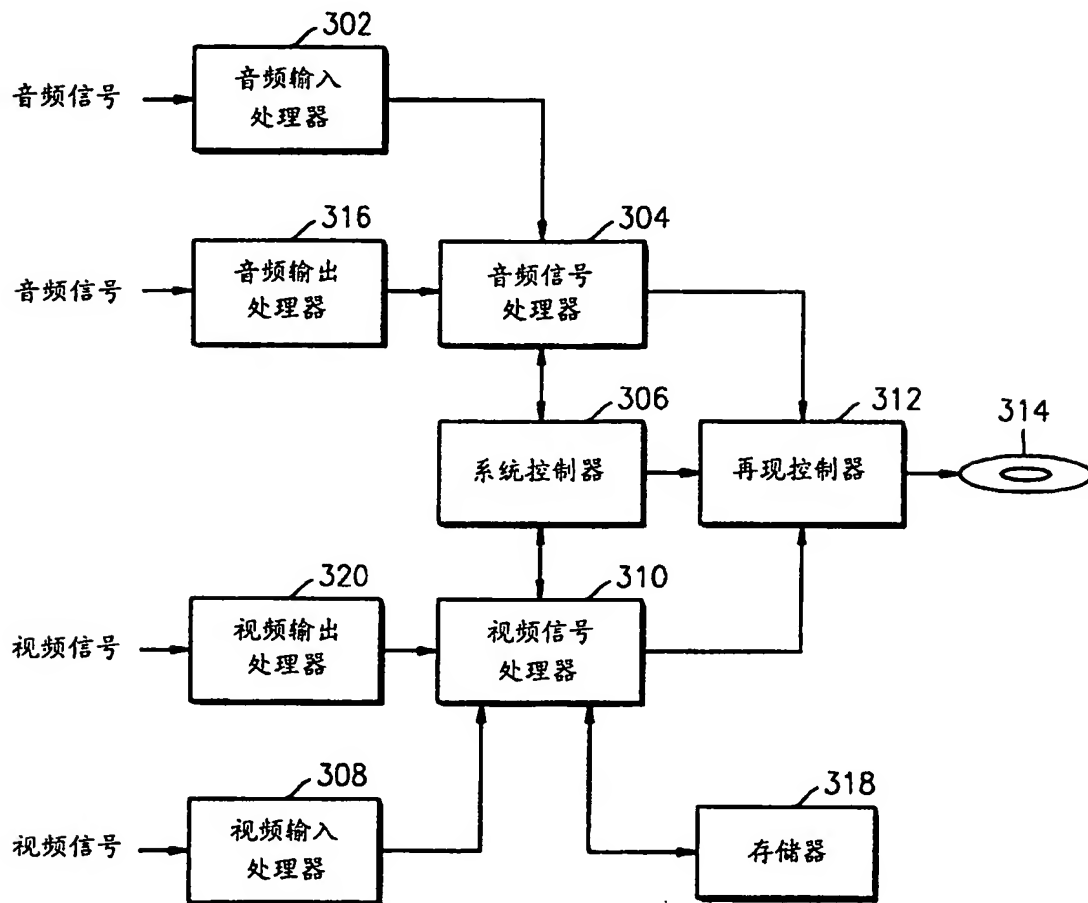 302
音频信号
音频输入
处理器
316
304
音频信号
音频输出
处理器
音频信号
处理器
306
312
314
系统控制器
再现控制器
320
310
视频信号
视频输出
处理器
视频信号
处理器
308
318
视频信号
视频输入
处理器
存储器